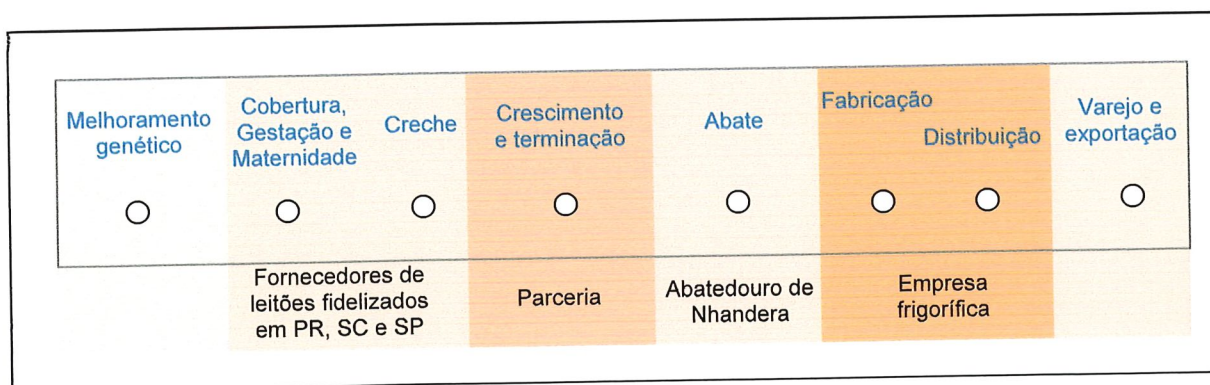 Melhoramento
genético
Cobertura,
Gestação e
Maternidade
Creche
Crescimento
e terminação
Abate
Fabricação
Distribuição
Varejo e
exportação
Fornecedores de
leitões fidelizados
em PR, SC e SP
Parceria
Abatedouro de
Nhandera
Empresa
frigorífica